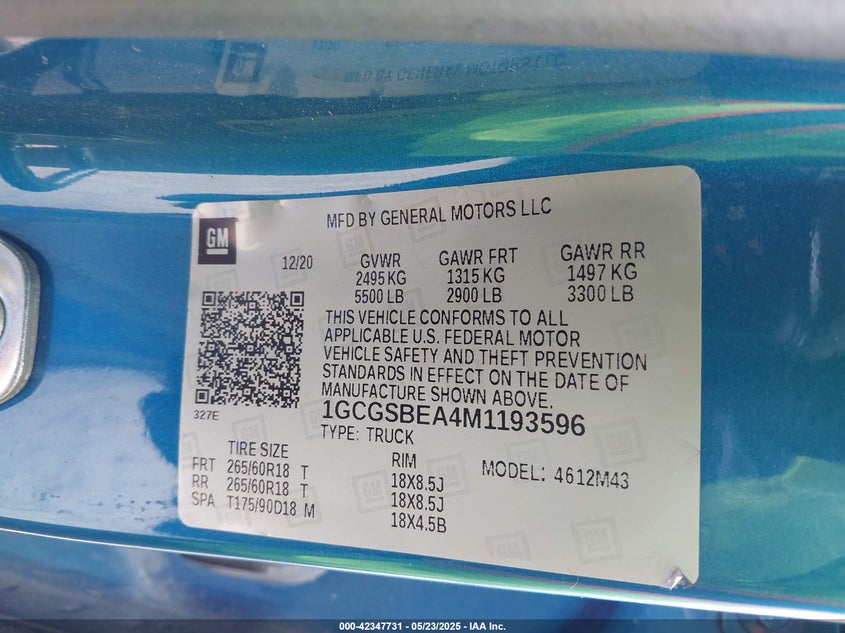 GM
MFD BY GENERAL MOTORS LLC
12/20 GVWR GAWR FRT GAWR RR
2495 KG 1315 KG 1497 KG
5500 LB 2900 LB 3300 LB
THIS VEHICLE CONFORMS TO ALL
APPLICABLE U.S. FEDERAL MOTOR
VEHICLE SAFETY AND THEFT PREVENTION
STANDARDS IN EFFECT ON THE DATE OF
MANUFACTURE SHOWN ABOVE.
327E
1GCGSBEA4M1193596
TYPE: TRUCK
TIRE SIZE RIM MODEL: 4612M43
FRT 265/60R18 T 18X8.5J
RR 265/60R18 T 18X8.5J
SPA T175/90D18 M 18X4.5B
000-42347731 - 05/23/2025 - IAA Inc.